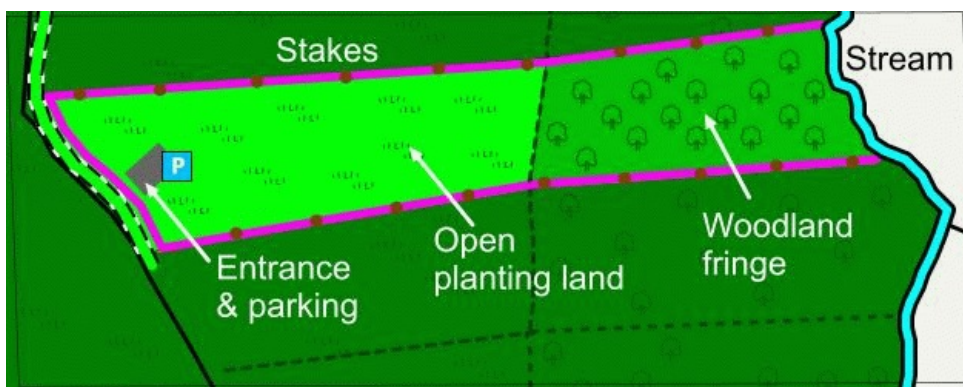 Stakes
Stream
P
Entrance
& parking
Open
planting land
Woodland
fringe